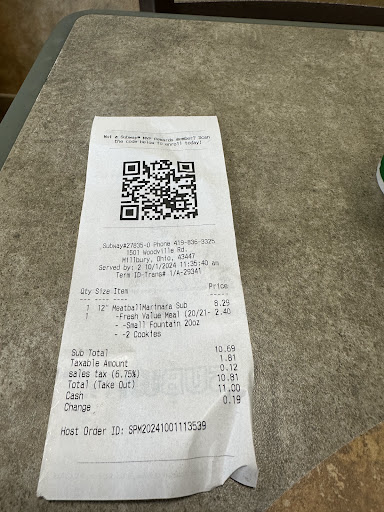 Not a Subway® MVP Rewards member? Scan
the code below to enroll today!
Subway#27835-0 Phone 419-836-9325
1501 Woodville Rd.
Millbury, Ohio, 43447
Served by: 2 10/1/2024 11:35:40 am
Term ID-Trans# 1/A-29341
Qty Size Item Price
1 12" MeatballMarinara Sub 8.29
1 -Fresh Value Meal (20/21- 2.40
- -Small Fountain 20oz
- -2 Cookies
Sub Total 10.69
Taxable Amount 1.81
sales tax (6.75%) 0.12
Total (Take Out) 10.81
Cash 11.00
Change 0.19
Host Order ID: SPM20241001113539